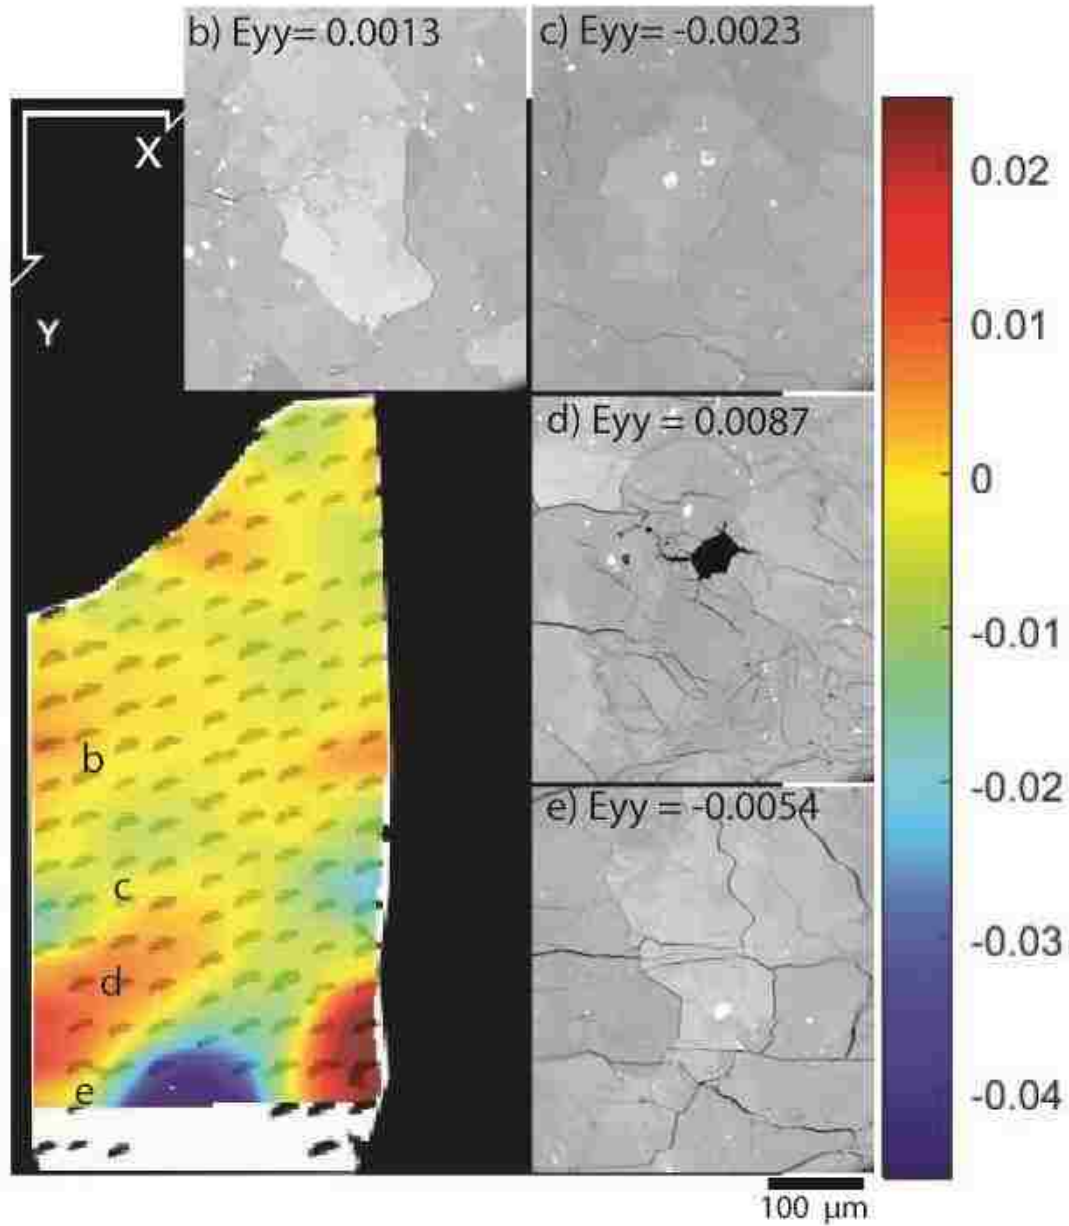 b) Eyy= 0.0013
c) Eyy= -0.0023
X
Y
d) Eyy = 0.0087
e) Eyy = -0.0054
b
c
d
e
0.02
0.01
0
-0.01
-0.02
-0.03
-0.04
100 µm